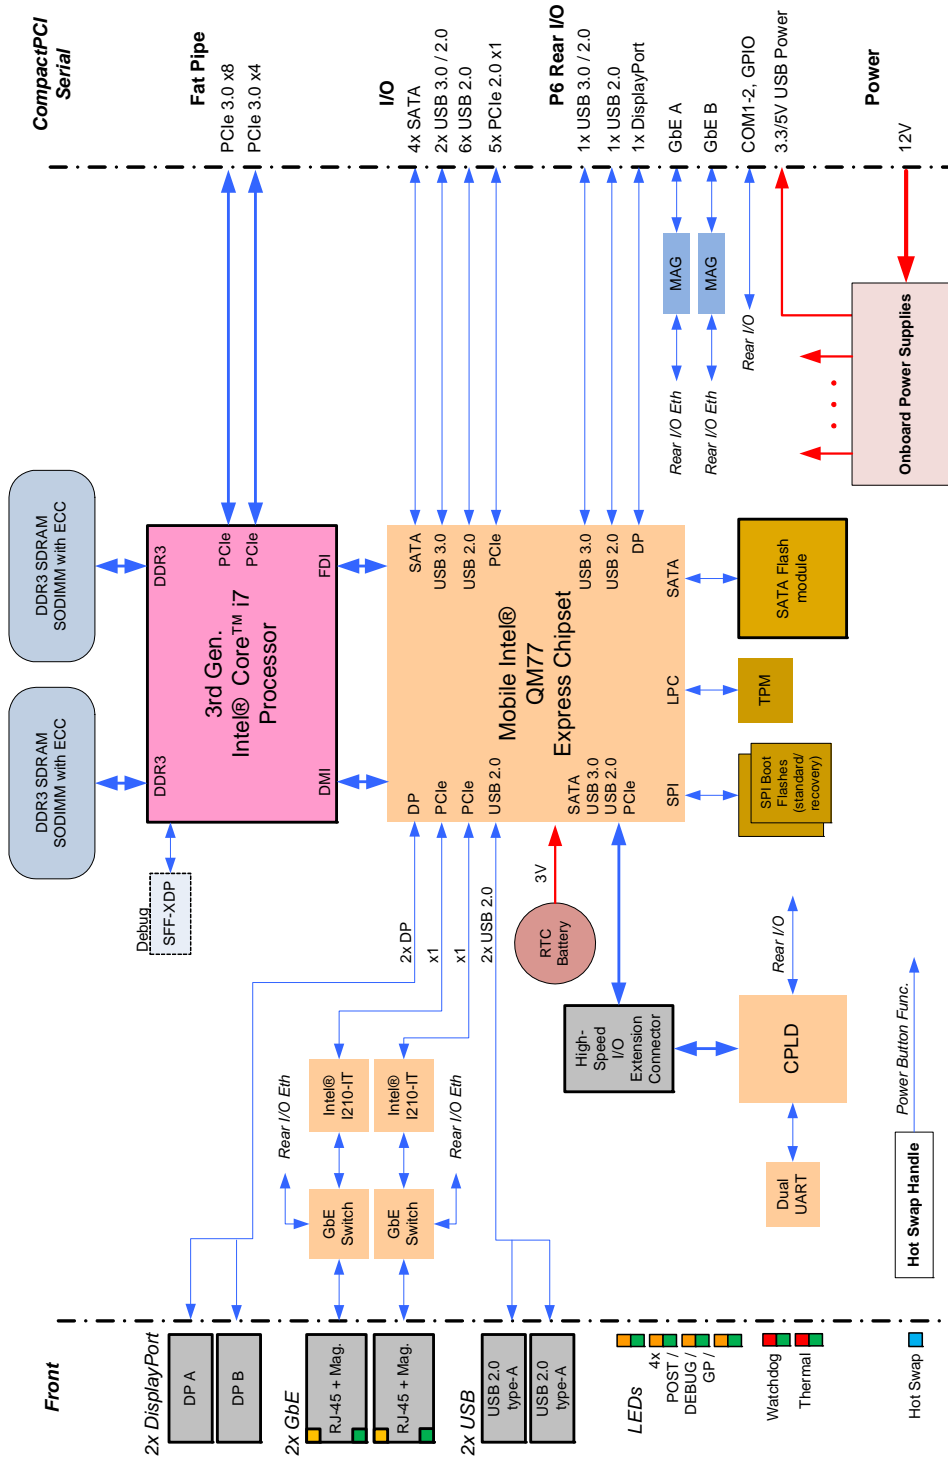 Front
2x DisplayPort
DP A
DP B
2x GbE
RJ-45 + Mag.
RJ-45 + Mag.
2x USB
USB 2.0
type-A
USB 2.0
type-A
LEDs
4x
POST /
DEBUG /
GP /
Watchdog
Thermal
Hot Swap
Rear I/O Eth
GbE
Switch
GbE
Switch
Rear I/O Eth
Intel®
I210-IT
Intel®
I210-IT
Dual
UART
CPLD
Rear I/O
Hot Swap Handle
Power Button Func.
High-
Speed
I/O
Extension
Connector
RTC
Battery
3V
Debug
SFF-XDP
2x DP
x1
x1
2x USB 2.0
DDR3 SDRAM
SODIMM with ECC
DDR3 SDRAM
SODIMM with ECC
DDR3
DDR3
3rd Gen.
Intel® Core™ i7
Processor
PCIe
PCIe
DMI
FDI
DP
PCIe
PCIe
USB 2.0
SATA
USB 3.0
USB 2.0
PCIe
Mobile Intel®
QM77
Express Chipset
SATA
USB 3.0
USB 2.0
PCIe
USB 3.0
USB 2.0
DP
SPI
LPC
SATA
SPI Boot
Flashes
(standard/
recovery)
TPM
SATA Flash
module
Rear I/O Eth
Rear I/O Eth
MAG
MAG
Rear I/O
Onboard Power Supplies
CompactPCI
Serial
Fat Pipe
PCIe 3.0 x8
PCIe 3.0 x4
I/O
4x SATA
2x USB 3.0 / 2.0
6x USB 2.0
5x PCIe 2.0 x1
P6 Rear I/O
1x USB 3.0 / 2.0
1x USB 2.0
1x DisplayPort
GbE A
GbE B
COM1-2, GPIO
3.3/5V USB Power
Power
12V